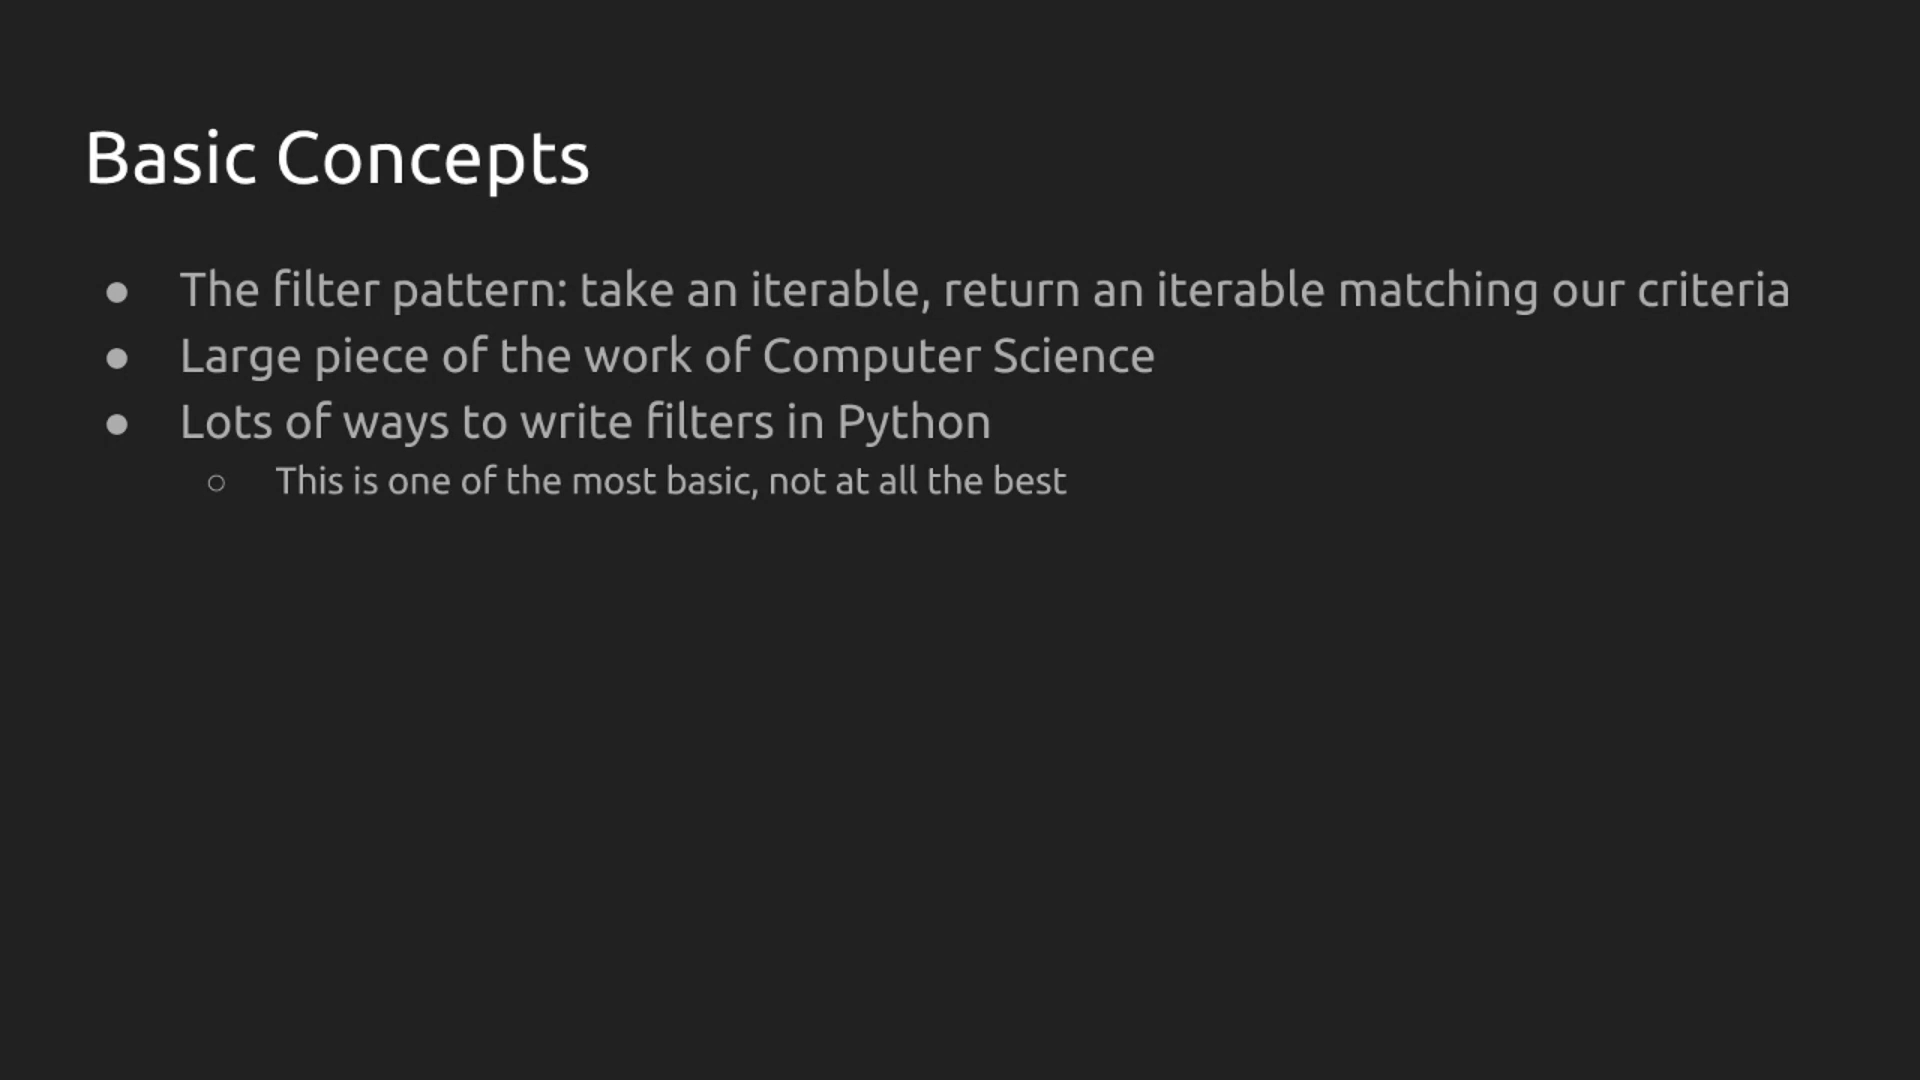 Basic Concepts
● The filter pattern: take an iterable, return an iterable matching our criteria
● Large piece of the work of Computer Science
● Lots of ways to write filters in Python
○ This is one of the most basic, not at all the best